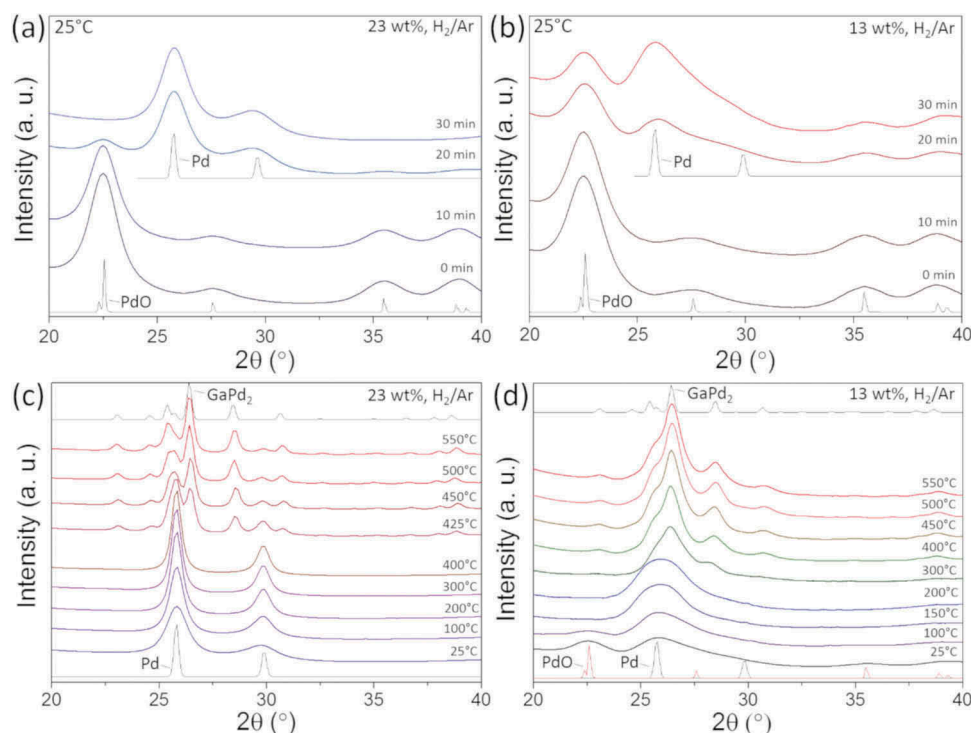 (a) 25°C 23 wt%, H₂/Ar
Intensity (a. u.)
30 min
20 min
Pd
10 min
0 min
PdO
20 25 30 35 40
2θ (°)
(b) 25°C 13 wt%, H₂/Ar
Intensity (a. u.)
30 min
20 min
Pd
10 min
0 min
PdO
20 25 30 35 40
2θ (°)
(c) 23 wt%, H₂/Ar
GaPd₂
Intensity (a. u.)
550°C
500°C
450°C
425°C
400°C
300°C
200°C
100°C
25°C
Pd
20 25 30 35 40
2θ (°)
(d) 13 wt%, H₂/Ar
GaPd₂
Intensity (a. u.)
550°C
500°C
450°C
400°C
300°C
200°C
150°C
100°C
25°C
PdO Pd
20 25 30 35 40
2θ (°)